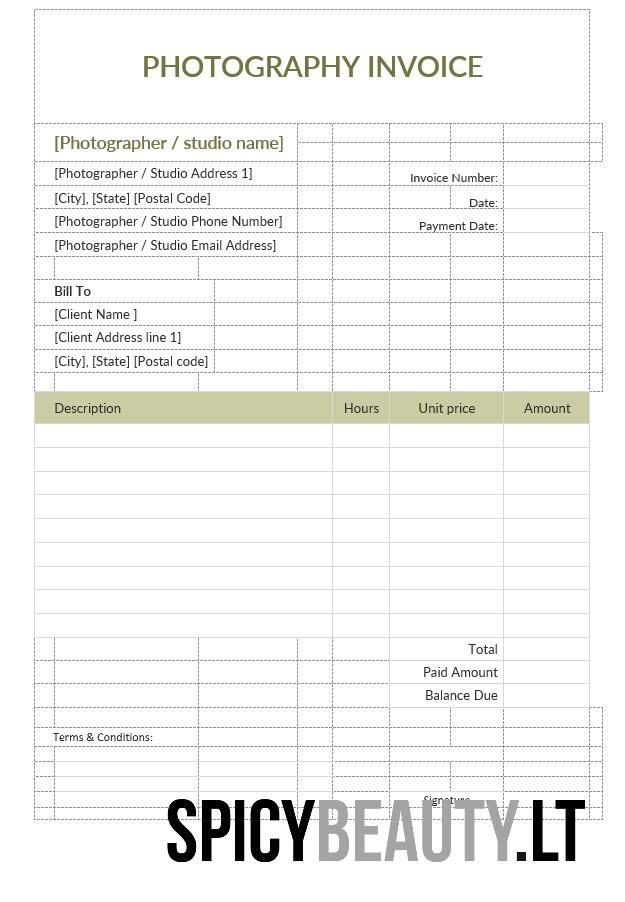 PHOTOGRAPHY INVOICE
[Photographer / studio name]
[Photographer / Studio Address 1]
Invoice Number:
[City], [State] [Postal Code]
Date:
[Photographer / Studio Phone Number]
Payment Date:
[Photographer / Studio Email Address]
Bill To
[Client Name ]
[Client Address line 1]
[City], [State] [Postal code]
Description Hours Unit price Amount
Total
Paid Amount
Balance Due
Terms & Conditions:
Signature
SPICYBEAUTY.LT